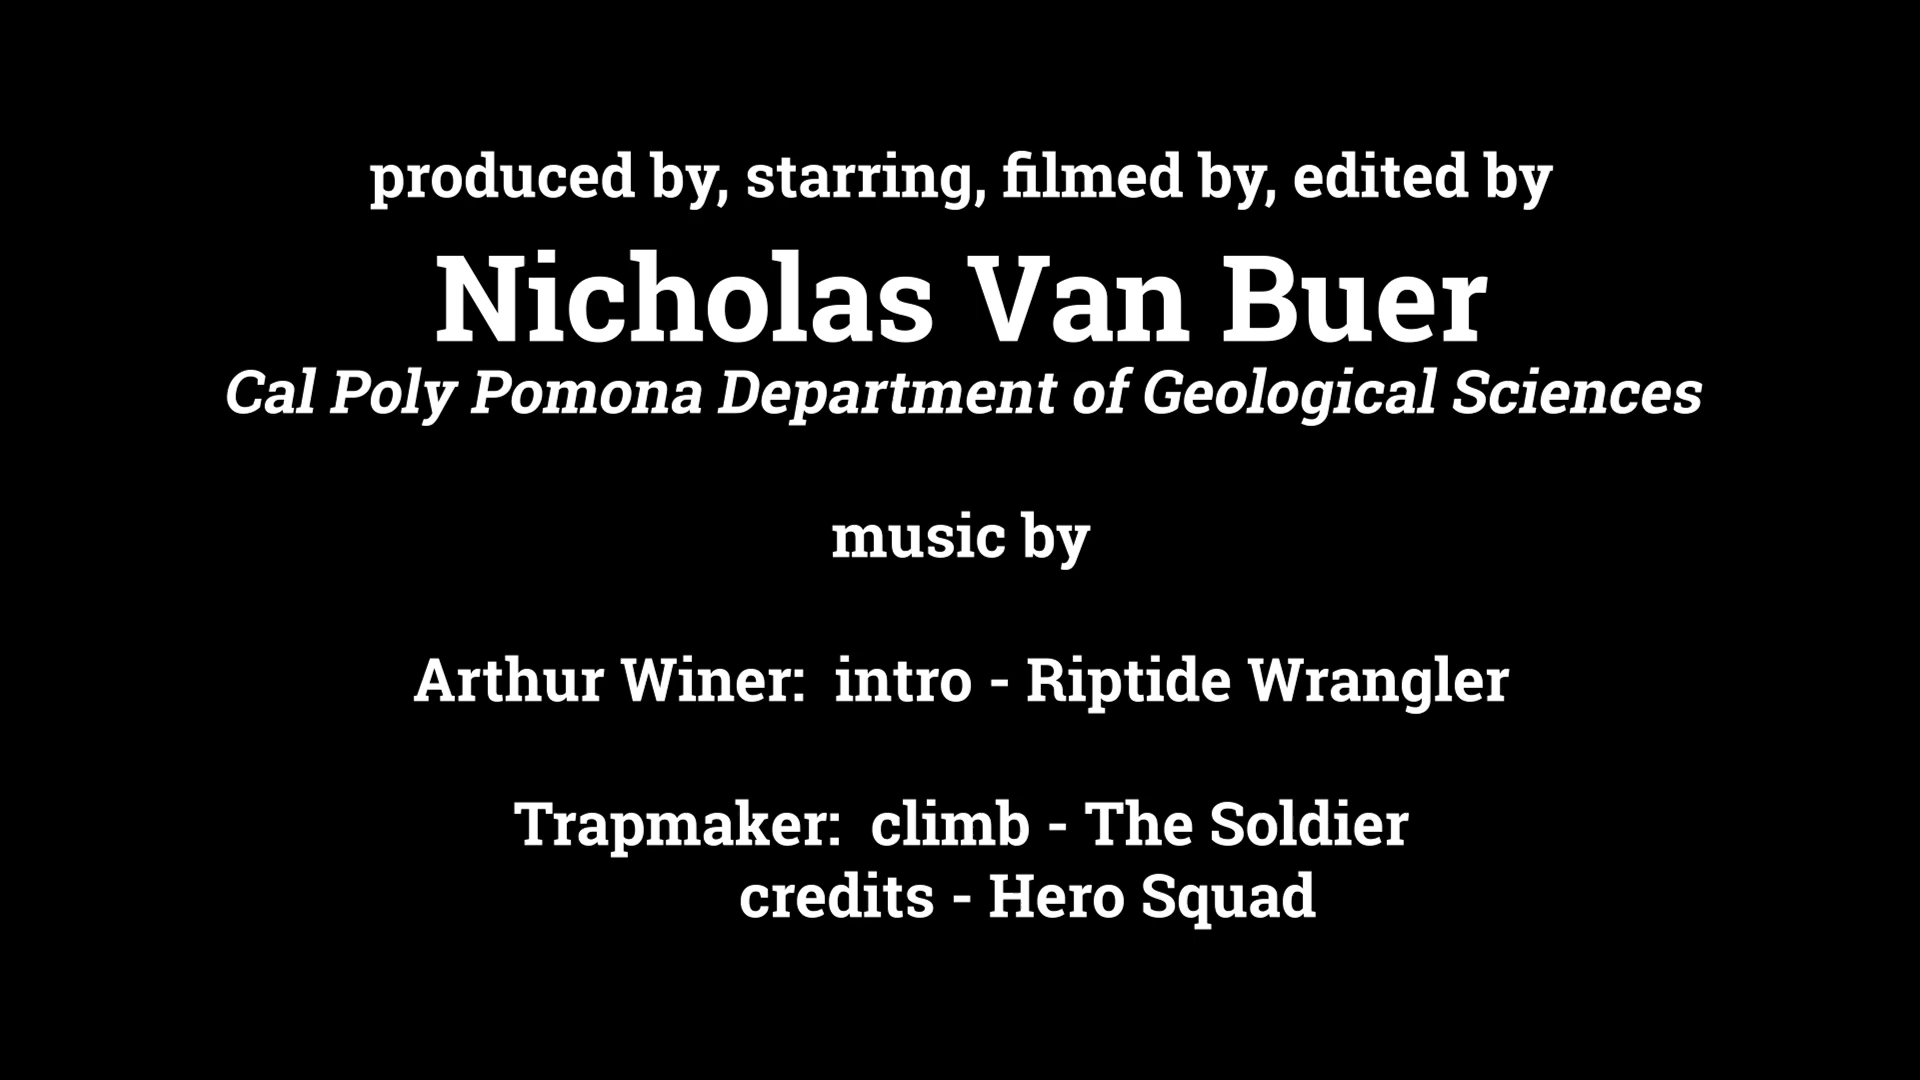 produced by, starring, filmed by, edited by
Nicholas Van Buer
Cal Poly Pomona Department of Geological Sciences
music by
Arthur Winer:  intro - Riptide Wrangler
Trapmaker:  climb - The Soldier
credits - Hero Squad